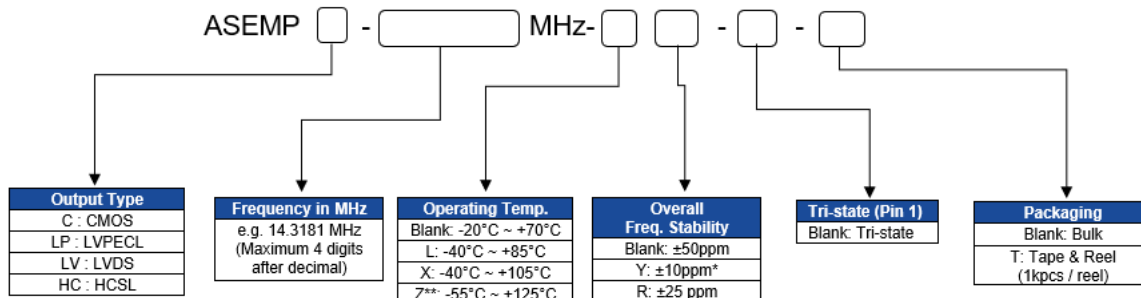 ASEMP - MHz- - -
Output Type
C : CMOS
LP : LVPECL
LV : LVDS
HC : HCSL
Frequency in MHz
e.g. 14.3181 MHz
(Maximum 4 digits
after decimal)
Operating Temp.
Blank: -20°C ~ +70°C
L: -40°C ~ +85°C
X: -40°C ~ +105°C
Z**: -55°C ~ +125°C
Overall
Freq. Stability
Blank: ±50ppm
Y: ±10ppm*
R: ±25 ppm
Tri-state (Pin 1)
Blank: Tri-state
Packaging
Blank: Bulk
T: Tape & Reel
(1kpcs / reel)